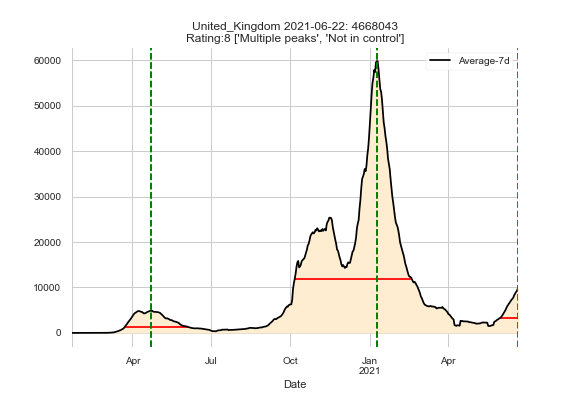 United_Kingdom 2021-06-22: 4668043
Rating:8 ['Multiple peaks', 'Not in control']
Average-7d
60000
50000
40000
30000
20000
10000
0
Apr Jul Oct Jan Apr
2021
Date